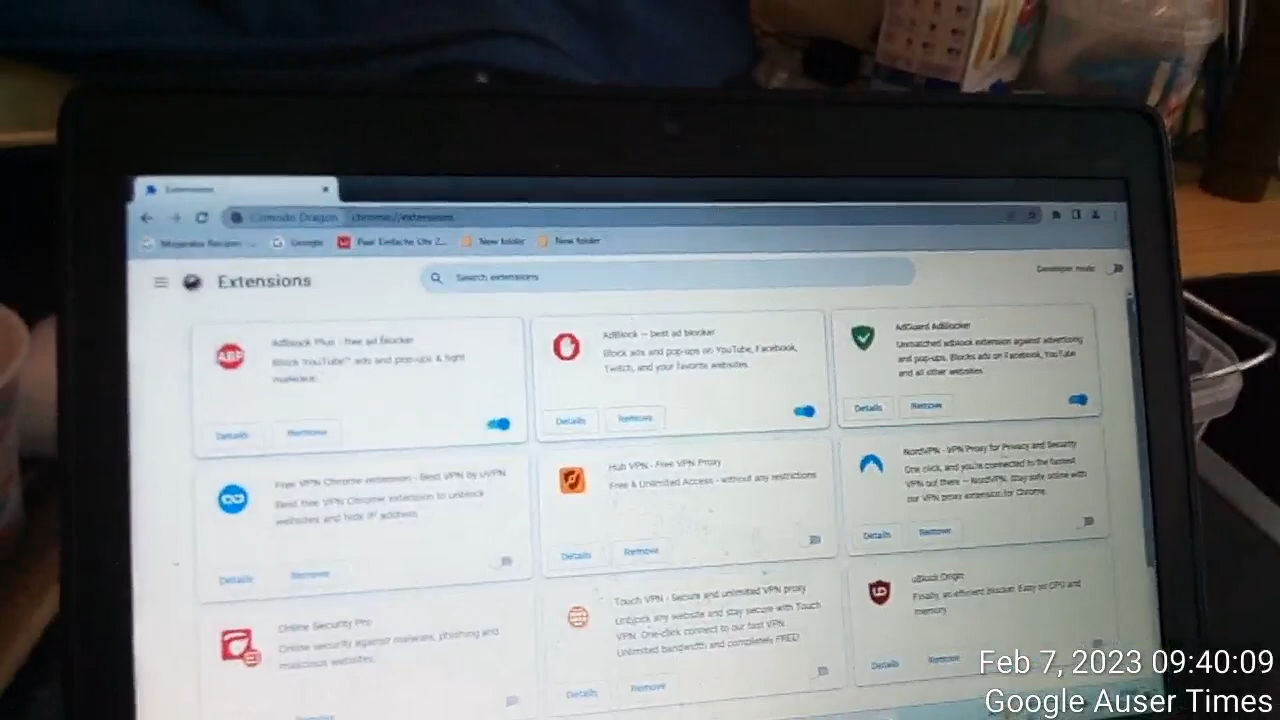 Extensions
Comodo Dragon chrome://extensions
Google
New folder
New folder
Extensions
Search extensions
Developer mode
ABP
AdBlock Plus - free ad blocker
Block YouTube™ ads and pop-ups & fight
malware.
Details
Remove
AdBlock — best ad blocker
Block ads and pop-ups on YouTube, Facebook,
Twitch, and your favorite websites.
Details
Remove
AdGuard AdBlocker
Unmatched adblock extension against advertising
and pop-ups. Blocks ads on Facebook, YouTube
and all other websites.
Details
Remove
Free VPN Chrome extension - Best VPN by UVPN
Best free VPN Chrome extension to unblock
websites and hide IP address
Details
Remove
Hub VPN - Free VPN Proxy
Free & Unlimited Access - without any restrictions
Details
Remove
NordVPN - VPN Proxy for Privacy and Security
One click, and you're connected to the fastest
VPN out there — NordVPN. Stay safe online with
our VPN proxy extension for Chrome.
Details
Remove
Online Security Pro
Online security against malware, phishing and
malicious websites.
Touch VPN - Secure and unlimited VPN proxy
Unblock any website and stay secure with Touch
VPN. One-click connect to our fast VPN.
Unlimited bandwidth and completely FREE!
Details
Remove
uBlock Origin
Finally, an efficient blocker. Easy on CPU and
memory.
Details
Remove
Feb 7, 2023 09:40:09
Google Auser Times